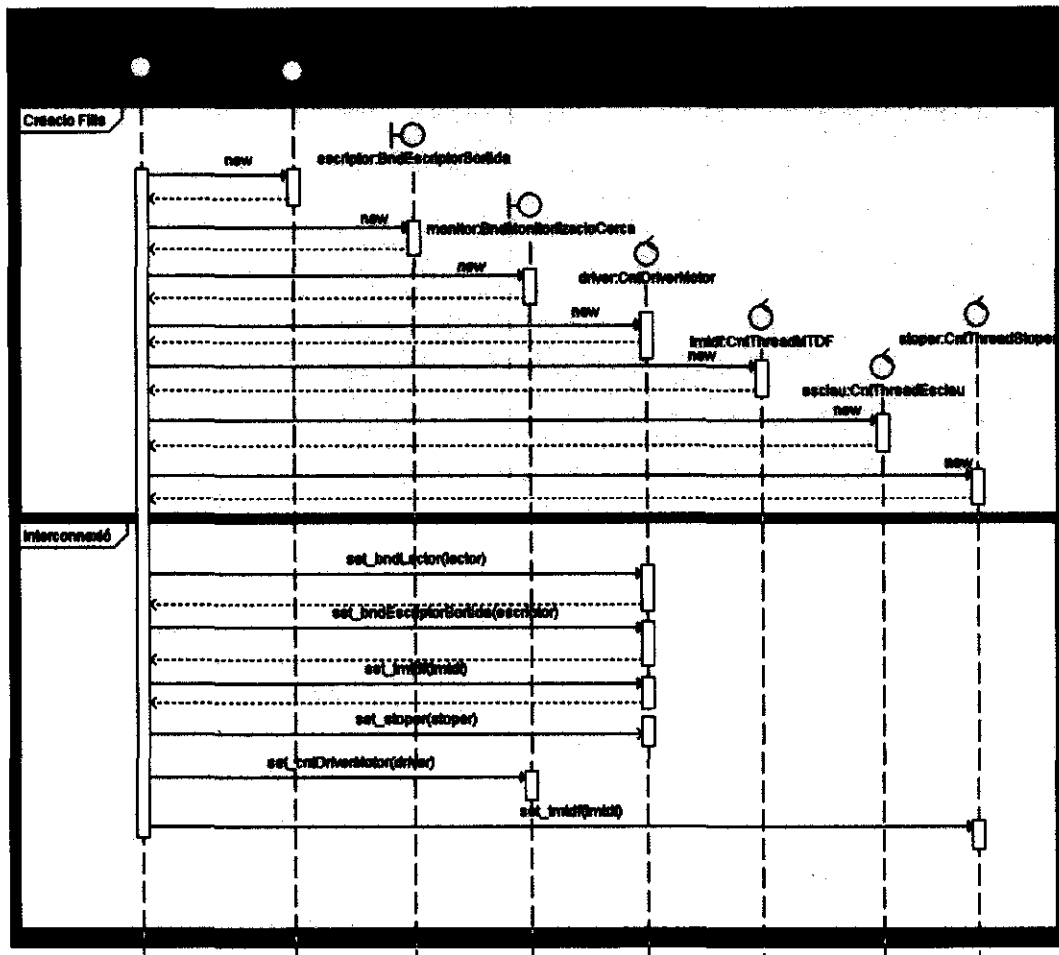 Creacio Fills
new
escriptor:BndEscriptorSortida
new
monitor:BndMonitoritzacioCerca
new
driver:CntDriverMotor
new
tmtdf:CntThreadMTDF
stoper:CntThreadStoper
new
esclau:CntThreadEsclau
new
new
Interconnexió
set_bndLector(lector)
set_bndEscriptorSortida(escriptor)
set_tmtdf(tmtdf)
set_stoper(stoper)
set_cntDriverMotor(driver)
set_tmtdf(tmtdf)